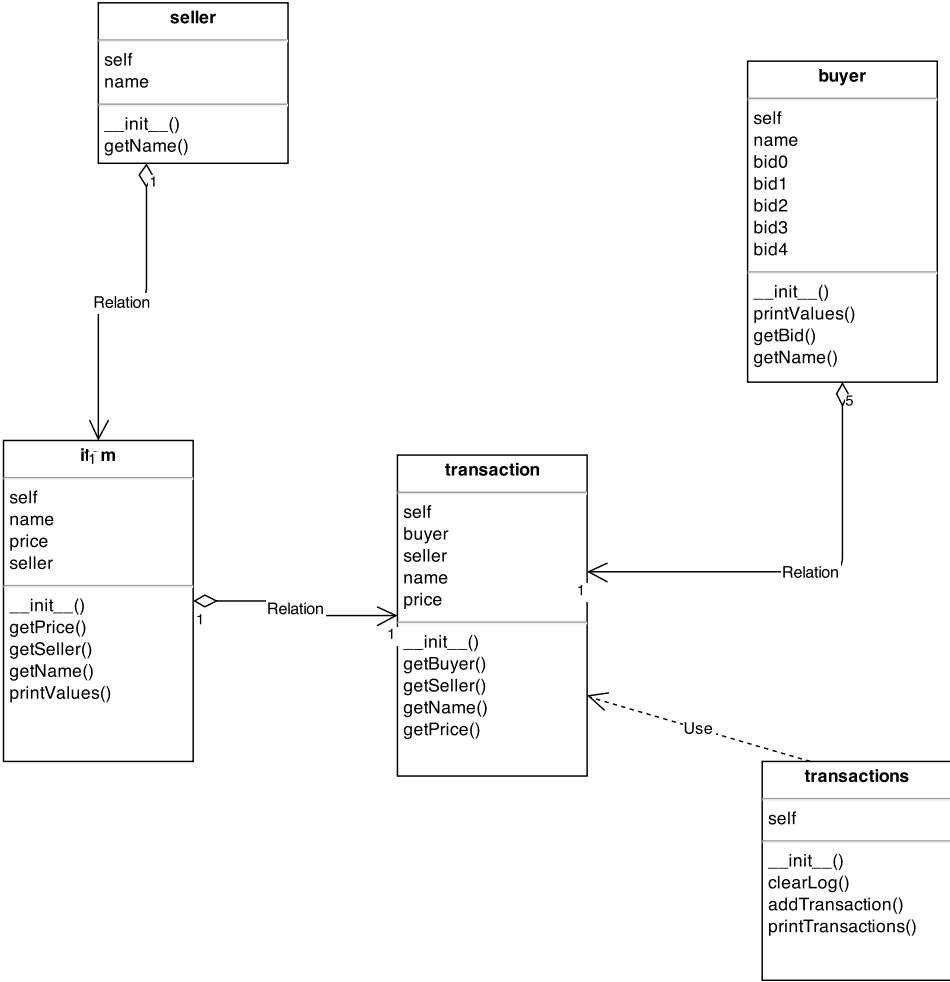 seller
self
name
__init__()
getName()
1
Relation
buyer
self
name
bid0
bid1
bid2
bid3
bid4
__init__()
printValues()
getBid()
getName()
5
Relation
1
1
self
name
price
seller
__init__()
getPrice()
getSeller()
getName()
printValues()
1
Relation
1
transaction
self
buyer
seller
name
price
__init__()
getBuyer()
getSeller()
getName()
getPrice()
Use
transactions
self
__init__()
clearLog()
addTransaction()
printTransactions()